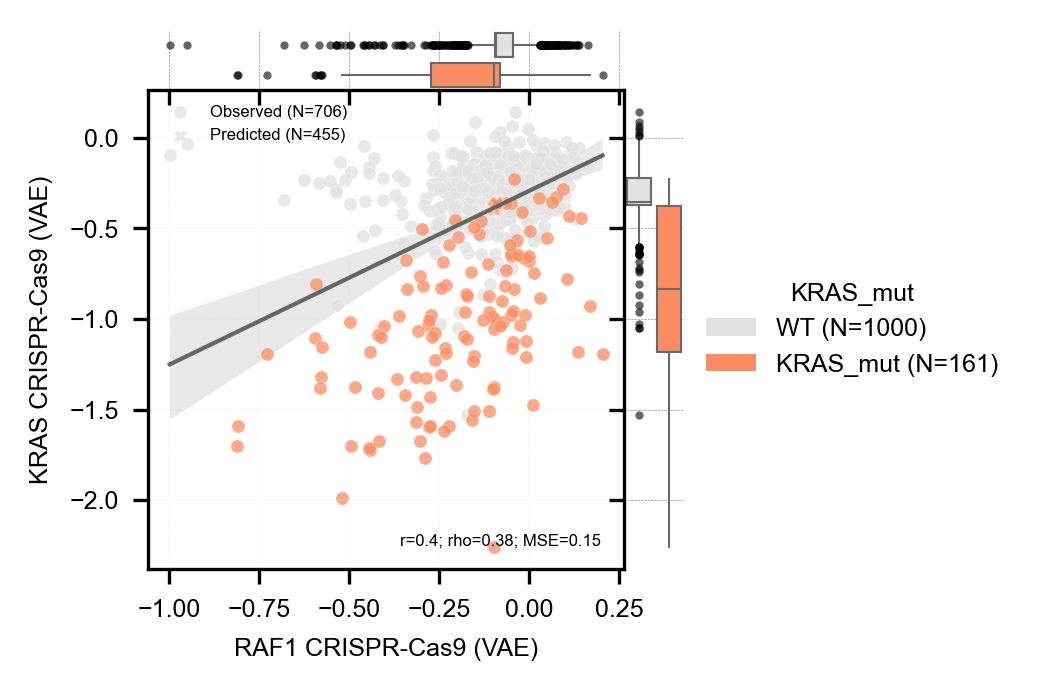 Observed (N=706)
Predicted (N=455)
0.0
−0.5
−1.0
−1.5
−2.0
KRAS CRISPR-Cas9 (VAE)
r=0.4; rho=0.38; MSE=0.15
−1.00
−0.75
−0.50
−0.25
0.00
0.25
RAF1 CRISPR-Cas9 (VAE)
KRAS_mut
WT (N=1000)
KRAS_mut (N=161)